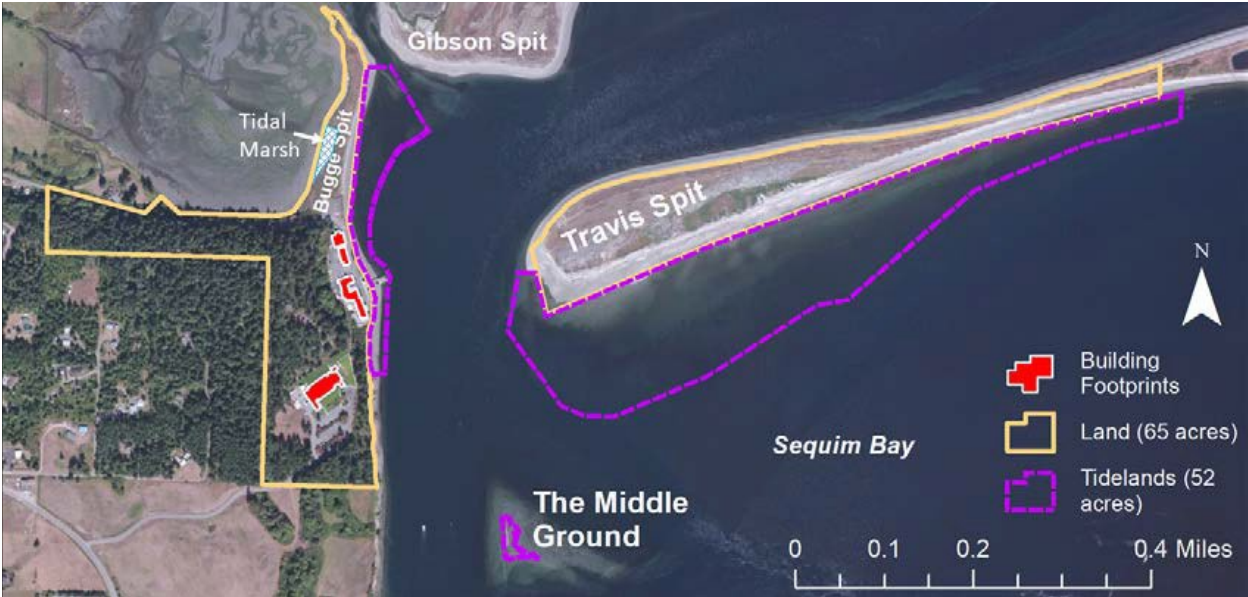 Gibson Spit
Tidal
Marsh
Bugge Spit
Travis Spit
N
Building
Footprints
Land (65 acres)
Sequim Bay
Tidelands (52
acres)
The Middle
Ground
0
0.1
0.2
0.4 Miles